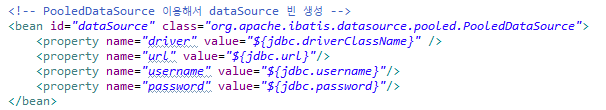 <!-- PooledDataSource 이용해서 dataSource 빈 생성 -->
<bean id="dataSource" class="org.apache.ibatis.datasource.pooled.PooledDataSource">
    <property name="driver" value="${jdbc.driverClassName}" />
    <property name="url" value="${jdbc.url}"/>
    <property name="username" value="${jdbc.username}"/>
    <property name="password" value="${jdbc.password}"/>
</bean>